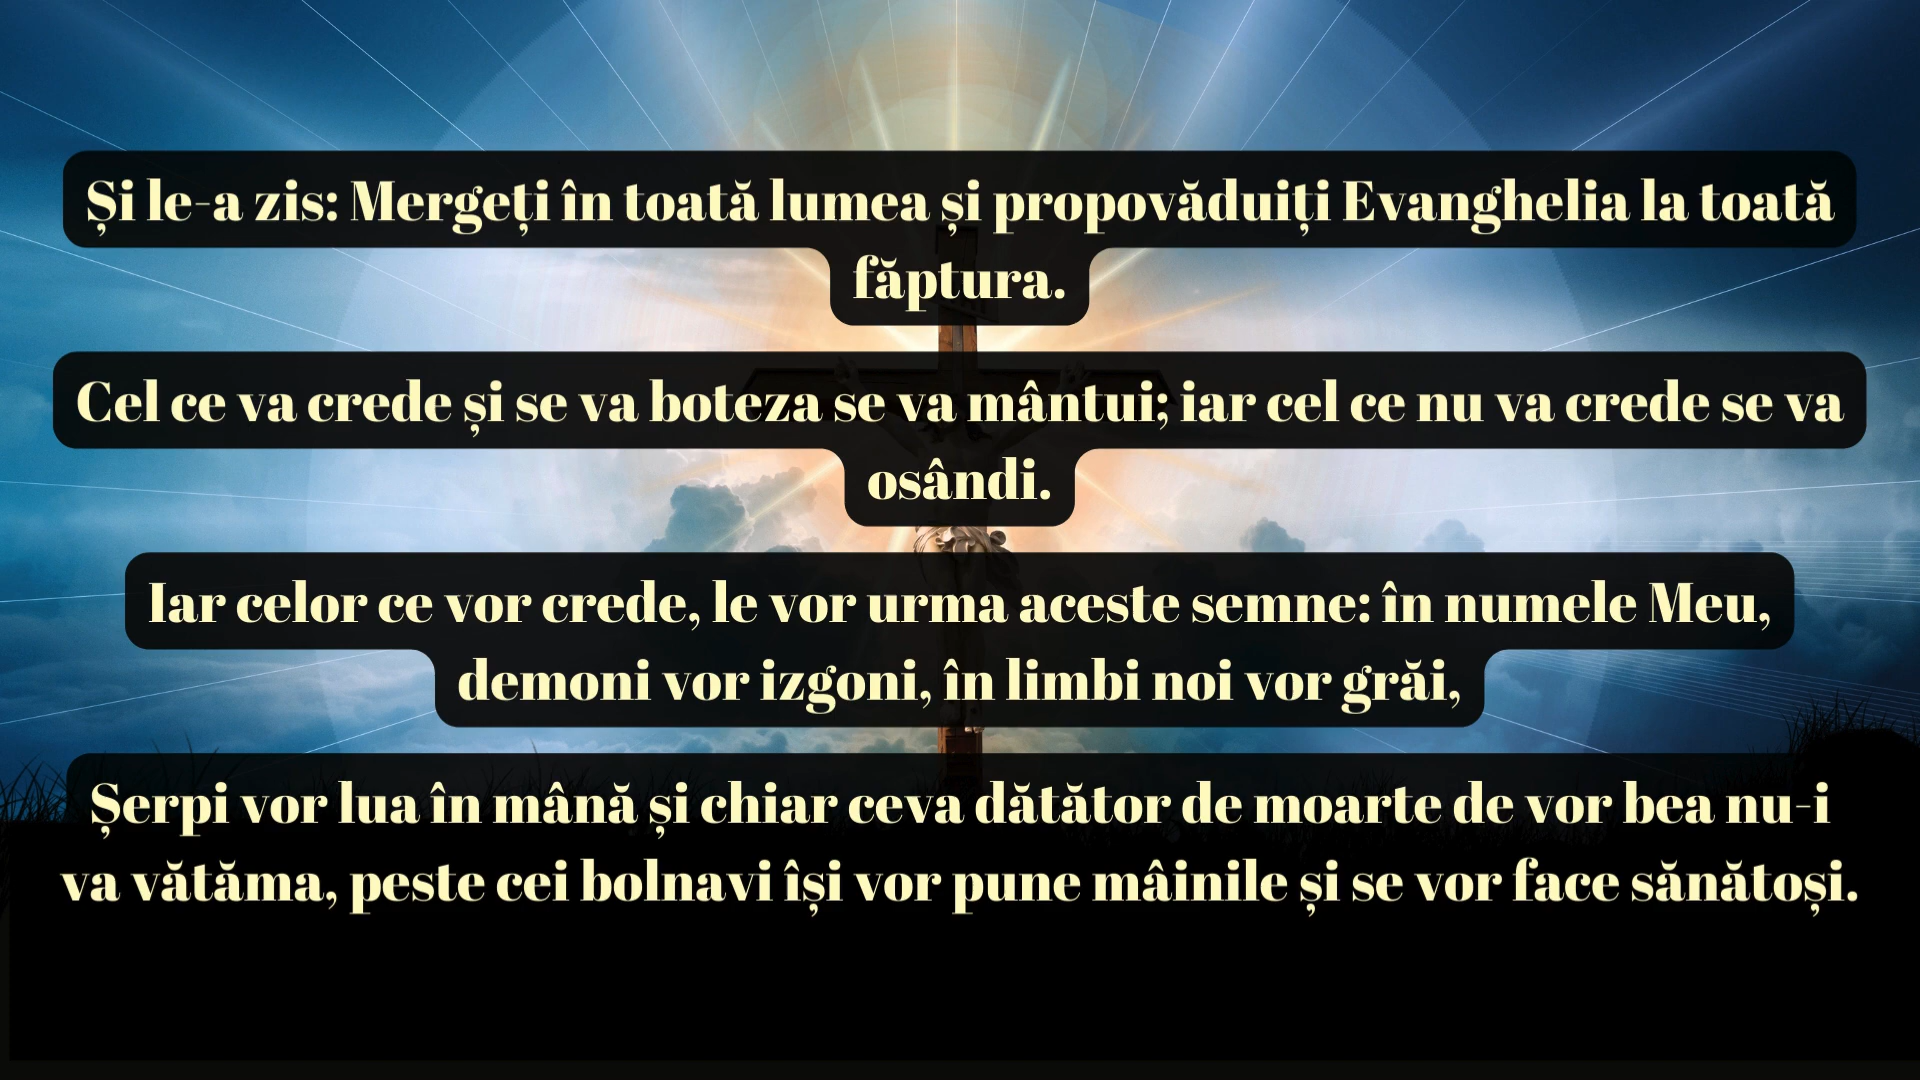 Și le-a zis: Mergeți în toată lumea și propovăduiți Evanghelia la toată
făptura.
Cel ce va crede și se va boteza se va mântui; iar cel ce nu va crede se va
osândi.
Iar celor ce vor crede, le vor urma aceste semne: în numele Meu,
demoni vor izgoni, în limbi noi vor grăi,
Șerpi vor lua în mână și chiar ceva dătător de moarte de vor bea nu-i
va vătăma, peste cei bolnavi își vor pune mâinile și se vor face sănătoși.